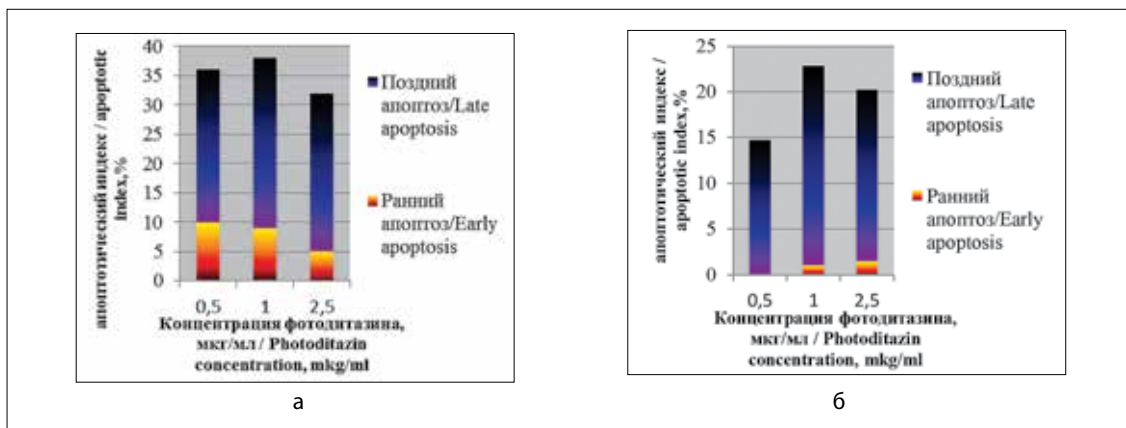 апоптотический индекс / apoptotic
index,%
40
35
30
25
20
15
10
5
0
0,5 1 2,5
Концентрация фотодитазина,
мкг/мл / Photoditazin
concentration, mkg/ml
Поздний
апоптоз/Late
apoptosis
Ранний
апоптоз/Early
apoptosis
а
апоптотический индекс /
apoptotic index,%
25
20
15
10
5
0
0,5 1 2,5
Концентрация фотодитазина,
мкг/мл / Photoditazin
concentration, mkg/ml
Поздний
апоптоз/Late
apoptosis
Ранний
апоптоз/Early
apoptosis
б